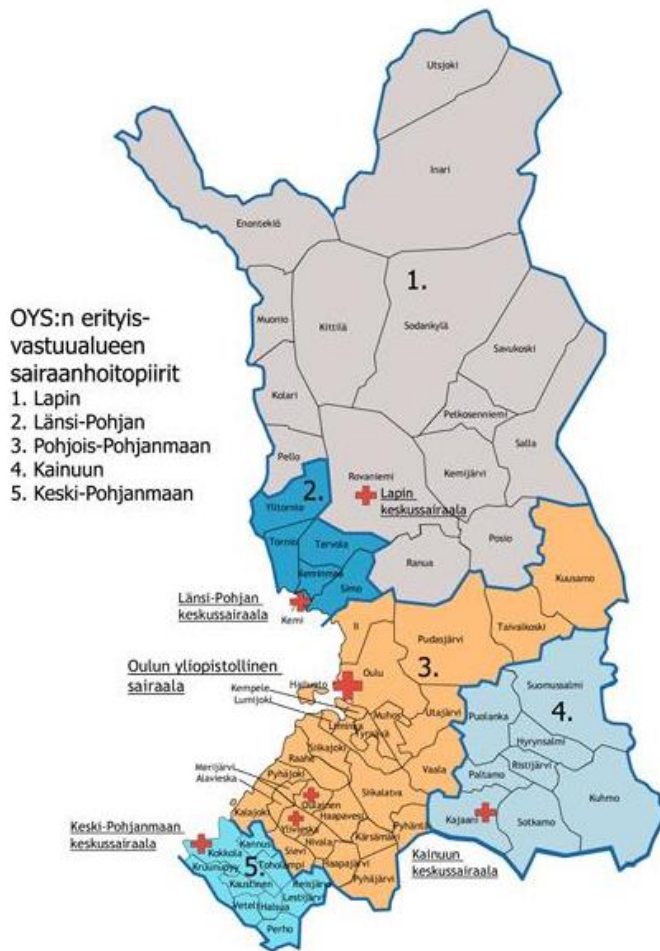 OYS:n erityis-
vastuualueen
sairaanhoitopiirit
1. Lapin
2. Länsi-Pohjan
3. Pohjois-Pohjanmaan
4. Kainuun
5. Keski-Pohjanmaan
Utsjoki
Inari
Enontekiö
1.
Muonio
Kittilä
Sodankylä
Savukoski
Kolari
Pelkosenniemi
Salla
Pello
Rovaniemi
Kemijärvi
2.
Lapin
keskussairaala
Ylitornio
Tornio
Tervola
Ranua
Posio
Keminmaa
Simo
Kuusamo
Länsi-Pohjan
keskussairaala
Kemi
Ii
Pudasjärvi
Taivalkoski
Oulun yliopistollinen
sairaala
Oulu
3.
Hailuoto
Kempele
Lumijoki
Liminka
Muhos
Tyrnävä
Utajärvi
Suomussalmi
4.
Puolanka
Hyrynsalmi
Ristijärvi
Paltamo
Kuhmo
Kajaani
Sotkamo
Siikajoki
Raahe
Vaala
Merijärvi
Alavieska
Pyhäjoki
Siikalatva
Oulainen
Haapavesi
Kalajoki
Ylivieska
Pyhäntä
Kärsämäki
Nivala
Sievi
Haapajärvi
Pyhäjärvi
Keski-Pohjanmaan
keskussairaala
Kainuun
keskussairaala
Kokkola
Kannus
Kruunupyy
5.
Toholampi
Kaustinen
Reisjärvi
Lestijärvi
Veteli
Halsua
Perho